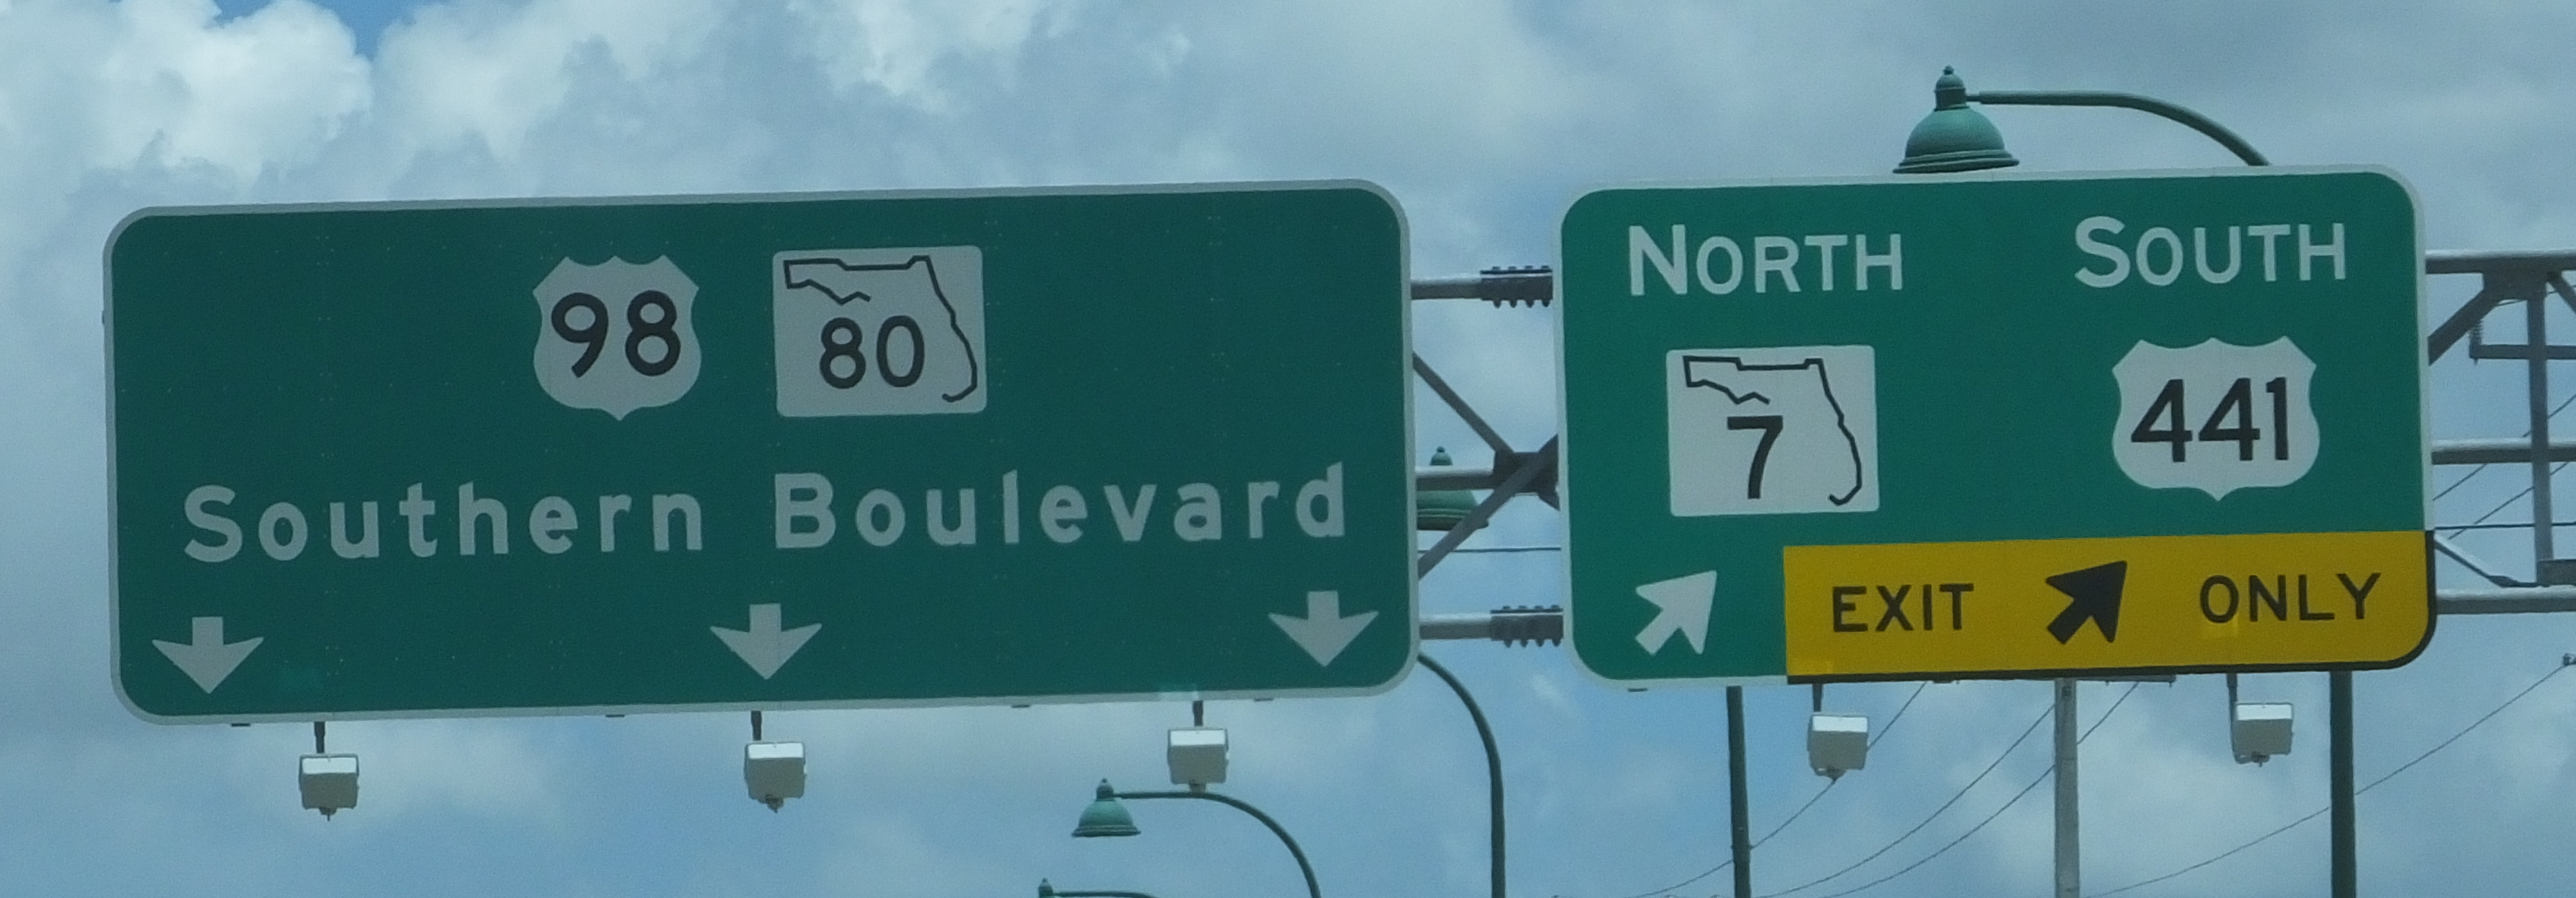 98 80
Southern Boulevard
NORTH SOUTH
7 441
EXIT ONLY